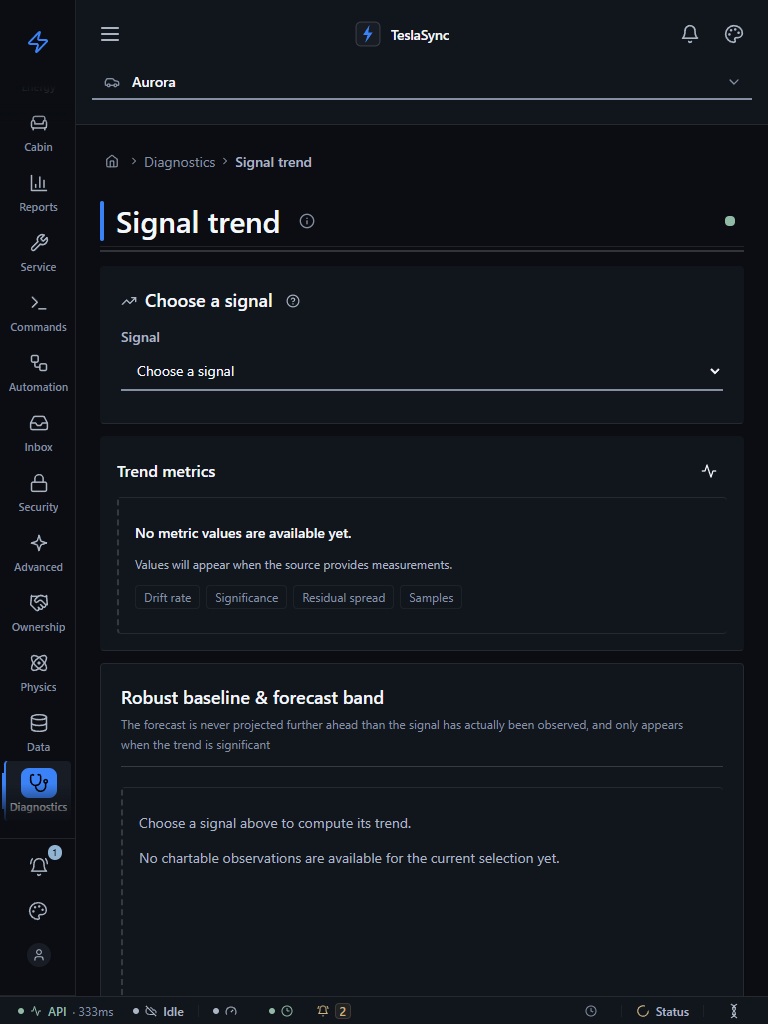 TeslaSync
Aurora
Energy
Cabin
Reports
Service
Commands
Automation
Inbox
Security
Advanced
Ownership
Physics
Data
Diagnostics
1
Diagnostics
Signal trend
Signal trend
Choose a signal
Signal
Choose a signal
Trend metrics
No metric values are available yet.
Values will appear when the source provides measurements.
Drift rate
Significance
Residual spread
Samples
Robust baseline & forecast band
The forecast is never projected further ahead than the signal has actually been observed, and only appears
when the trend is significant
Choose a signal above to compute its trend.
No chartable observations are available for the current selection yet.
API · 333ms
Idle
2
Status